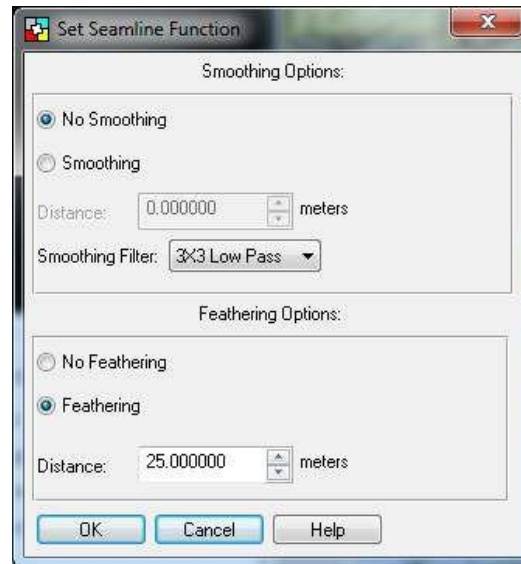 Set Seamline Function
Smoothing Options:
No Smoothing
Smoothing
Distance: 0.000000 meters
Smoothing Filter: 3X3 Low Pass
Feathering Options:
No Feathering
Feathering
Distance: 25.000000 meters
OK Cancel Help